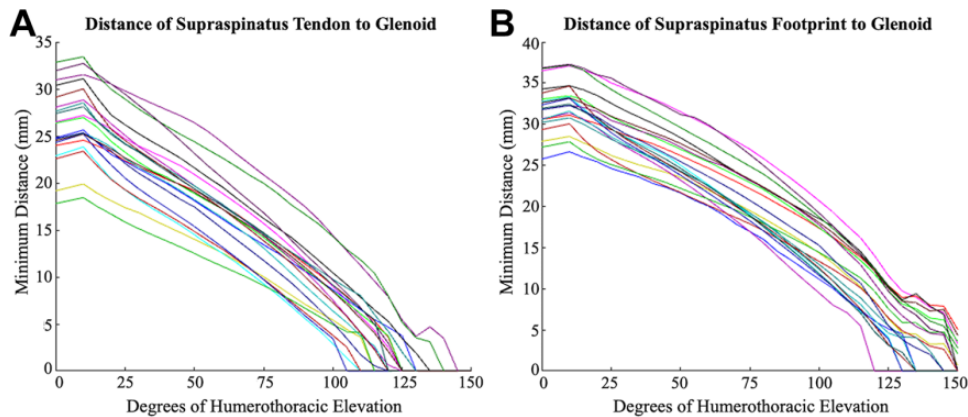 A
Distance of Supraspinatus Tendon to Glenoid
35
30
25
20
15
10
5
0
Minimum Distance (mm)
0 25 50 75 100 125 150
Degrees of Humerothoracic Elevation
B
Distance of Supraspinatus Footprint to Glenoid
40
35
30
25
20
15
10
5
0
Minimum Distance (mm)
0 25 50 75 100 125 150
Degrees of Humerothoracic Elevation